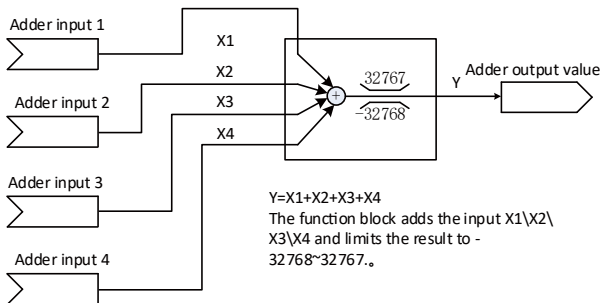 Adder input 1
X1
Adder input 2
X2
X3
X4
Adder input 3
Adder input 4
+
32767
-32768
Y
Adder output value
Y=X1+X2+X3+X4
The function block adds the input X1\X2\
X3\X4 and limits the result to -
32768~32767.。